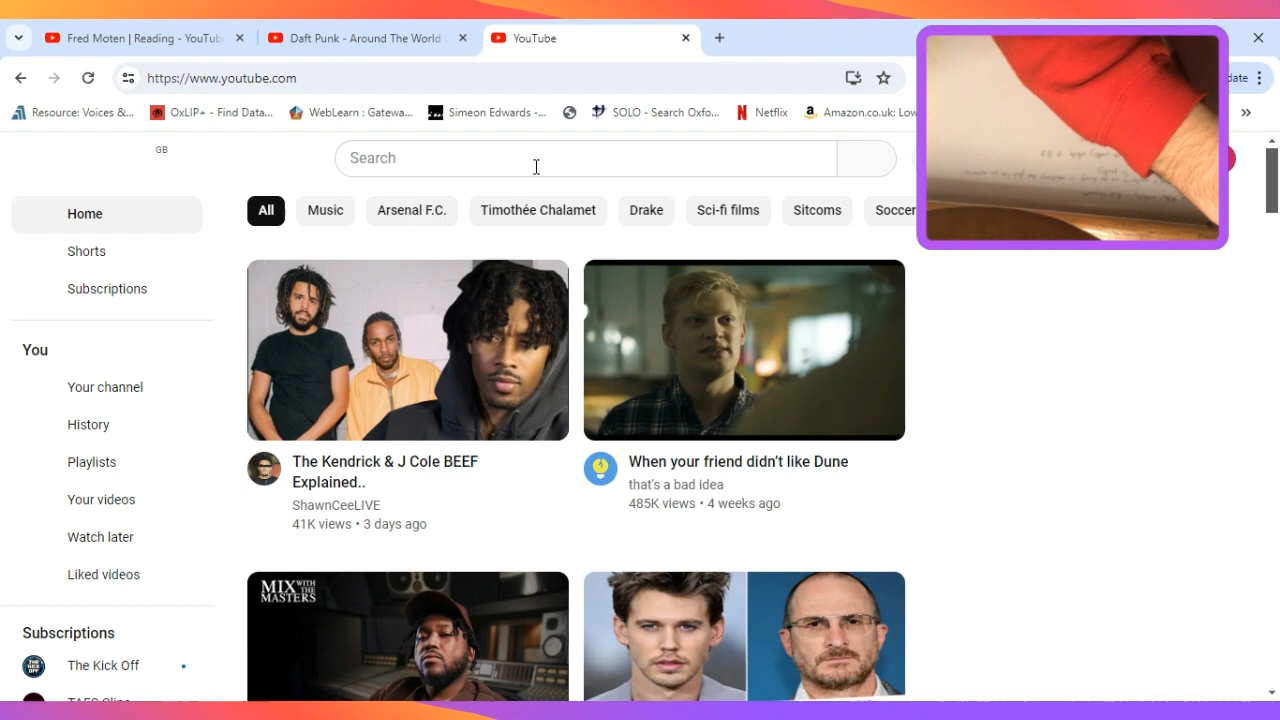 Fred Moten | Reading - YouTub
Daft Punk - Around The World
YouTube
https://www.youtube.com
date
Resource: Voices &...
OxLIP+ - Find Data...
WebLearn : Gatewa...
Simeon Edwards -...
SOLO - Search Oxfo...
Netflix
Amazon.co.uk: Low
»
GB
Search
Home
Shorts
Subscriptions
You
Your channel
History
Playlists
Your videos
Watch later
Liked videos
Subscriptions
The Kick Off
All
Music
Arsenal F.C.
Timothée Chalamet
Drake
Sci-fi films
Sitcoms
Soccer
The Kendrick & J Cole BEEF
Explained..
ShawnCeeLIVE
41K views • 3 days ago
When your friend didn’t like Dune
that's a bad idea
485K views • 4 weeks ago
MIX WITH THE
MASTERS